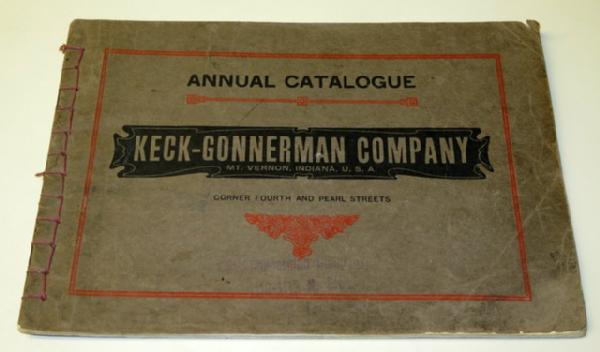 ANNUAL CATALOGUE
KECK-GONNERMAN COMPANY
MT. VERNON, INDIANA, U. S. A.
CORNER FOURTH AND PEARL STREETS